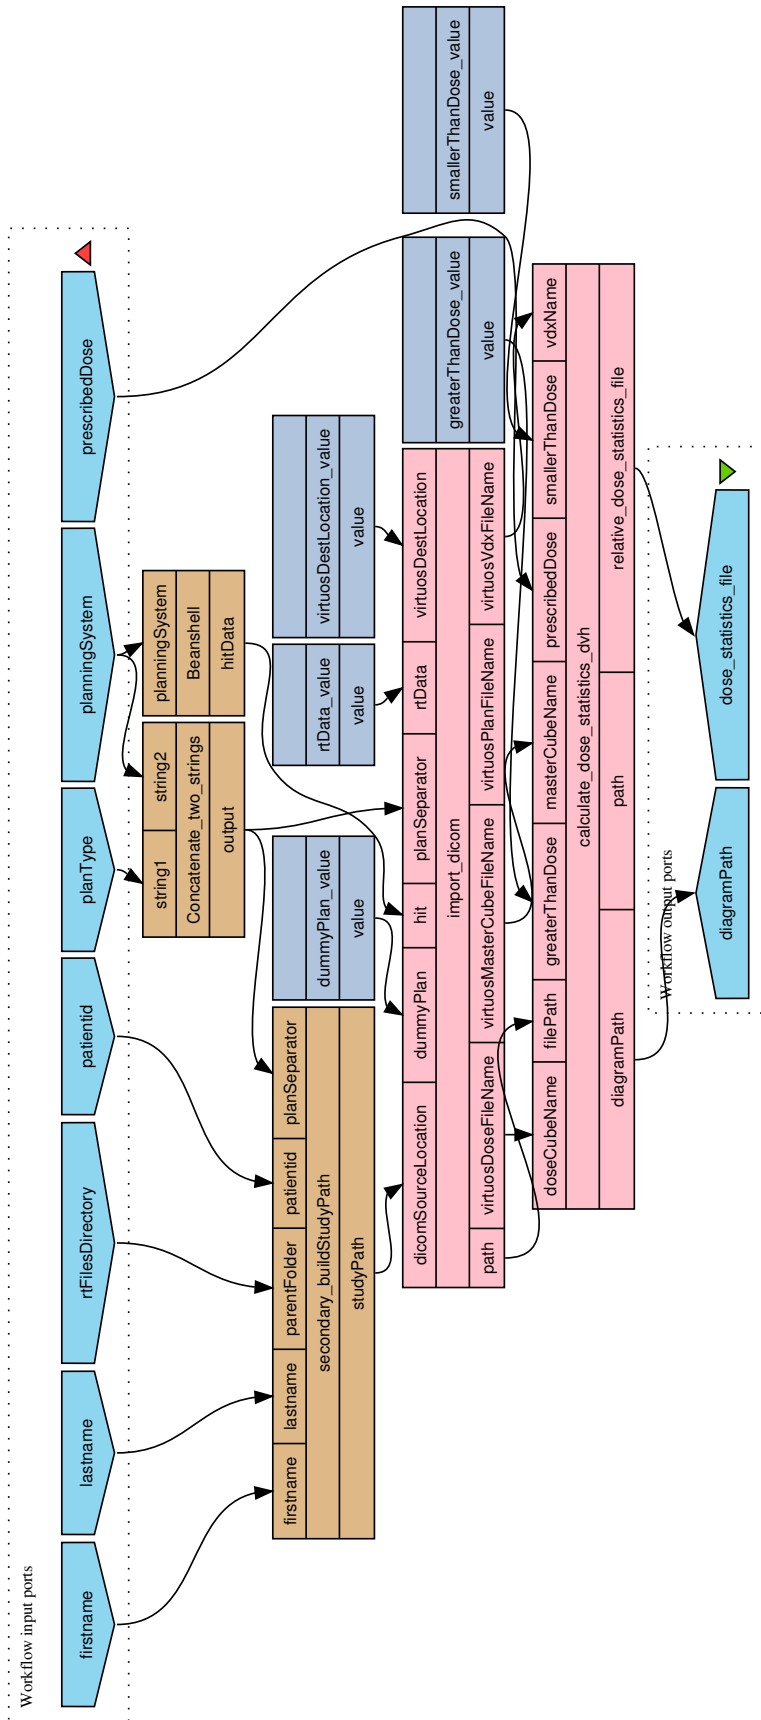 Workflow input ports
firstname
lastname
rtFilesDirectory
patientid
planType
planningSystem
prescribedDose
string1
string2
Concatenate_two_strings
output
planningSystem
Beanshell
hitData
firstname
lastname
parentFolder
patientid
planSeparator
secondary_buildStudyPath
studyPath
dummyPlan_value
value
rtData_value
value
virtuosDestLocation_value
value
dicomSourceLocation
dummyPlan
hit
planSeparator
rtData
virtuosDestLocation
import_dicom
path
virtuosDoseFileName
virtuosMasterCubeFileName
virtuosPlanFileName
virtuosVdxFileName
greaterThanDose_value
value
smallerThanDose_value
value
doseCubeName
filePath
greaterThanDose
masterCubeName
prescribedDose
smallerThanDose
vdxName
calculate_dose_statistics_dvh
diagramPath
path
relative_dose_statistics_file
Workflow output ports
diagramPath
dose_statistics_file